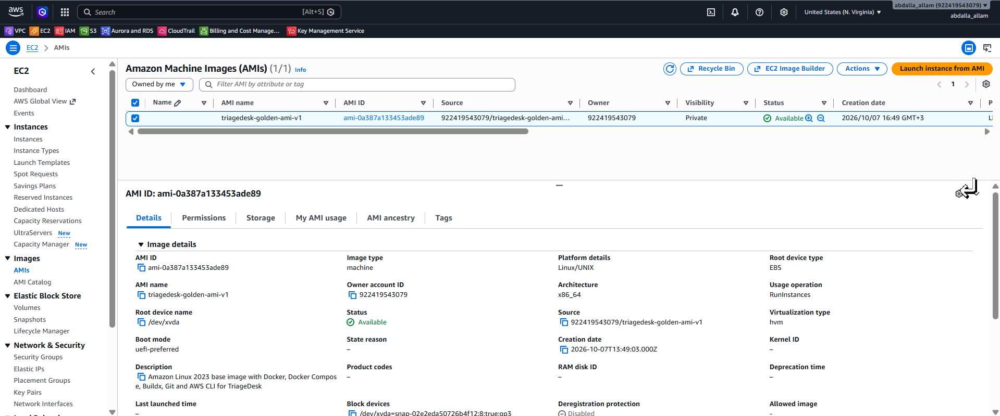 aws
Search [Alt+S]
United States (N. Virginia) ▼
abdalla_allam (922419543079) ▼
abdalla_allam
VPC EC2 IAM S3 Aurora and RDS CloudTrail Billing and Cost Manage... Key Management Service
EC2 > AMIs
EC2
Dashboard
AWS Global View
Events
Instances
Instances
Instance Types
Launch Templates
Spot Requests
Savings Plans
Reserved Instances
Dedicated Hosts
Capacity Reservations
UltraServers New
Capacity Manager New
Images
AMIs
AMI Catalog
Elastic Block Store
Volumes
Snapshots
Lifecycle Manager
Network & Security
Security Groups
Elastic IPs
Placement Groups
Key Pairs
Network Interfaces
Amazon Machine Images (AMIs) (1/1) Info
Recycle Bin
EC2 Image Builder
Actions ▼
Launch instance from AMI
Owned by me ▼
Filter AMI by attribute or tag
1
Name AMI name AMI ID Source Owner Visibility Status Creation date P
triagedesk-golden-ami-v1 ami-0a387a133453ade89 922419543079/triagedesk-golden-ami... 922419543079 Private Available 2026/10/07 16:49 GMT+3 Li
AMI ID: ami-0a387a133453ade89
Details Permissions Storage My AMI usage AMI ancestry Tags
Image details
AMI ID
ami-0a387a133453ade89
Image type
machine
Platform details
Linux/UNIX
Root device type
EBS
AMI name
triagedesk-golden-ami-v1
Owner account ID
922419543079
Architecture
x86_64
Usage operation
RunInstances
Root device name
/dev/xvda
Status
Available
Source
922419543079/triagedesk-golden-ami-v1
Virtualization type
hvm
Boot mode
uefi-preferred
State reason
–
Creation date
2026-10-07T13:49:03.000Z
Kernel ID
–
Description
Amazon Linux 2023 base image with Docker, Docker Compos
e, Buildx, Git and AWS CLI for TriageDesk
Product codes
–
RAM disk ID
–
Deprecation time
–
Last launched time
–
Block devices
/dev/xvda=snap-02e2eda50726b4f12:8:true:gp3
Deregistration protection
Disabled
Allowed image
-